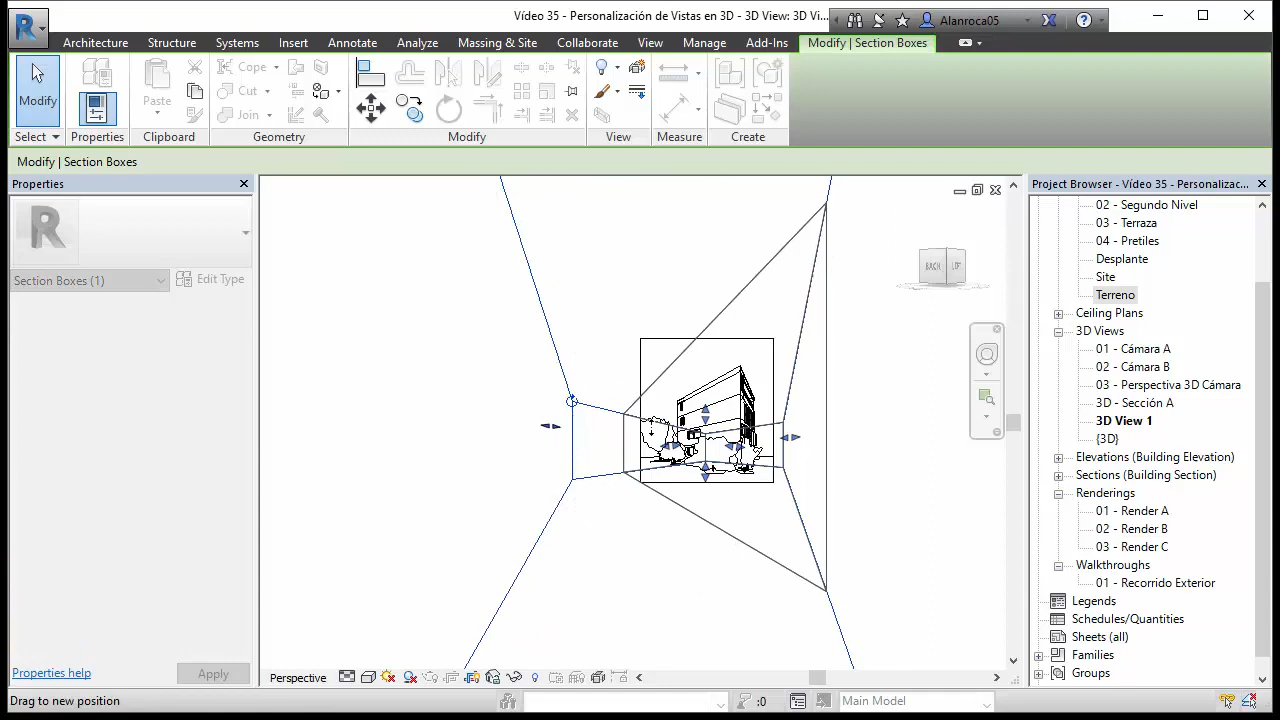 Vídeo 35 - Personalización de Vistas en 3D - 3D View: 3D Vi...
Alanroca05
Architecture Structure Systems Insert Annotate Analyze Massing & Site Collaborate View Manage Add-Ins Modify | Section Boxes
Modify
Paste
Cope
Cut
Join
Select Properties Clipboard Geometry Modify View Measure Create
Modify | Section Boxes
Properties
Section Boxes (1)
Edit Type
Properties help
Apply
BACK
LEFT
Perspective
Project Browser - Vídeo 35 - Personalizac...
02 - Segundo Nivel
03 - Terraza
04 - Pretiles
Desplante
Site
Terreno
Ceiling Plans
3D Views
01 - Cámara A
02 - Cámara B
03 - Perspectiva 3D Cámara
3D - Sección A
3D View 1
{3D}
Elevations (Building Elevation)
Sections (Building Section)
Renderings
01 - Render A
02 - Render B
03 - Render C
Walkthroughs
01 - Recorrido Exterior
Legends
Schedules/Quantities
Sheets (all)
Families
Groups
Drag to new position
:0
Main Model